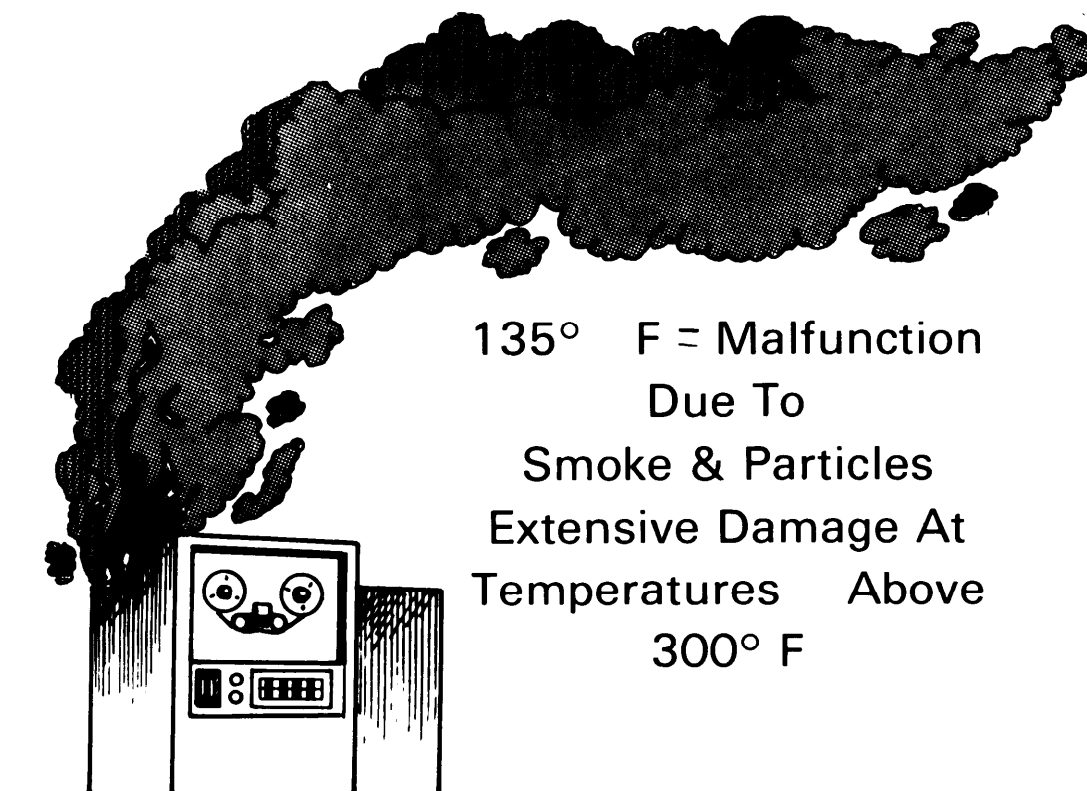 135° F = Malfunction
Due To
Smoke & Particles
Extensive Damage At
Temperatures Above
300° F